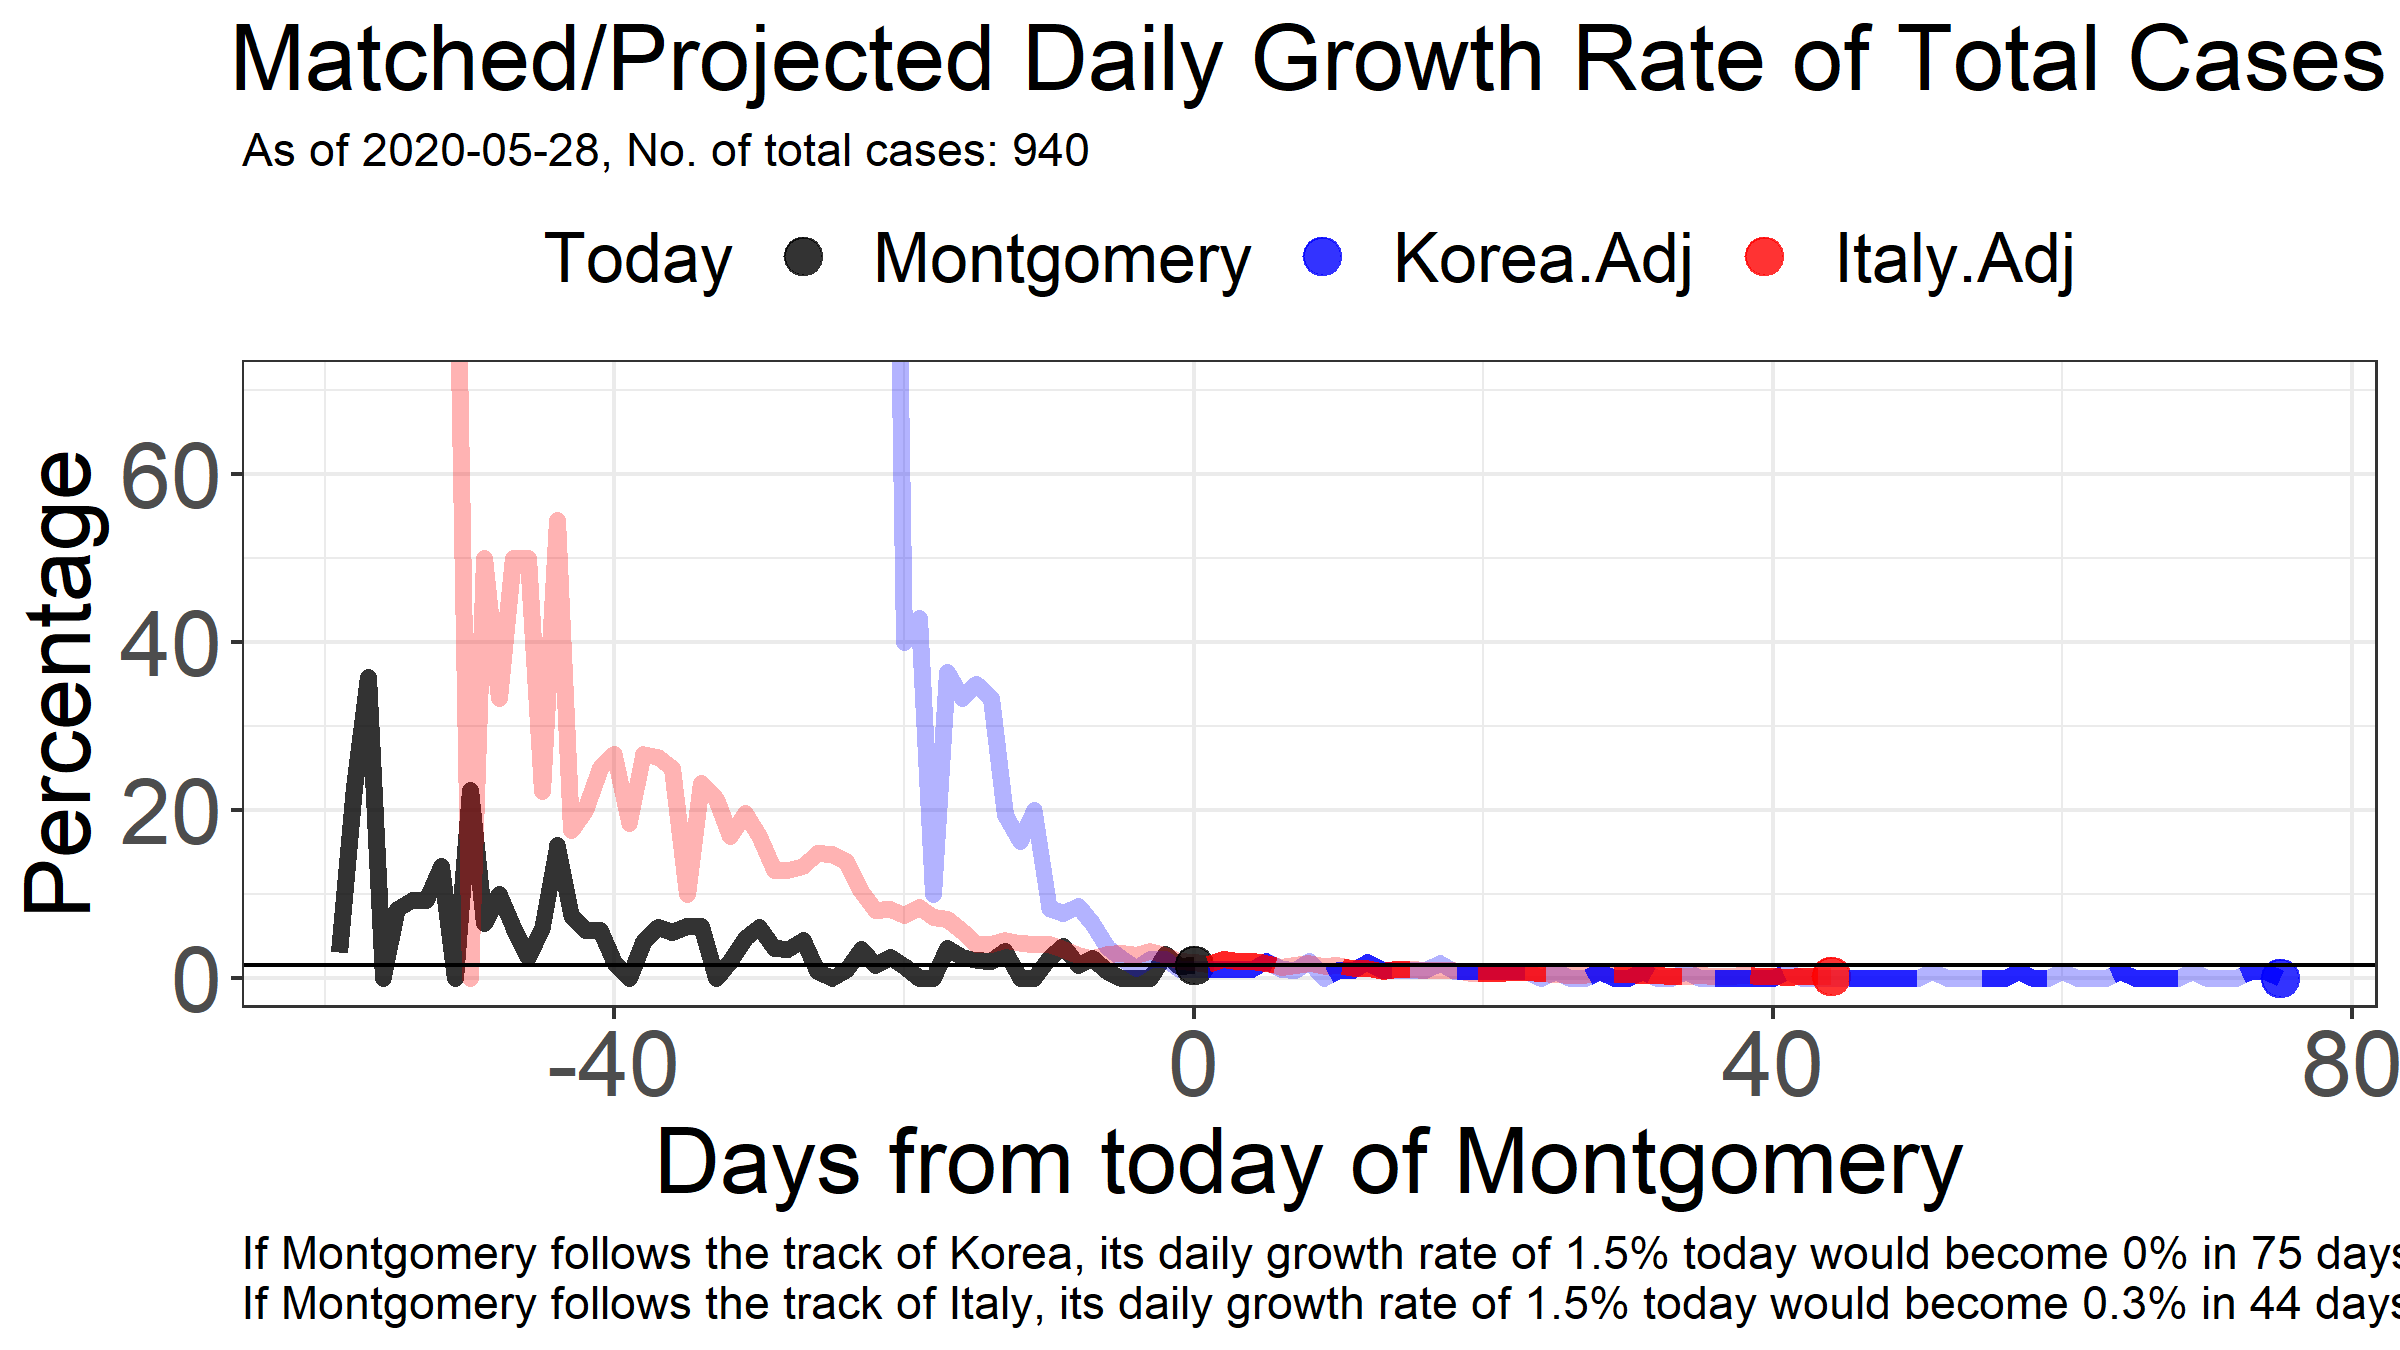 Matched/Projected Daily Growth Rate of Total Cases
As of 2020-05-28, No. of total cases: 940
Today Montgomery Korea.Adj Italy.Adj
Percentage
60
40
20
0
-40 0 40 80
Days from today of Montgomery
If Montgomery follows the track of Korea, its daily growth rate of 1.5% today would become 0% in 75 days
If Montgomery follows the track of Italy, its daily growth rate of 1.5% today would become 0.3% in 44 days